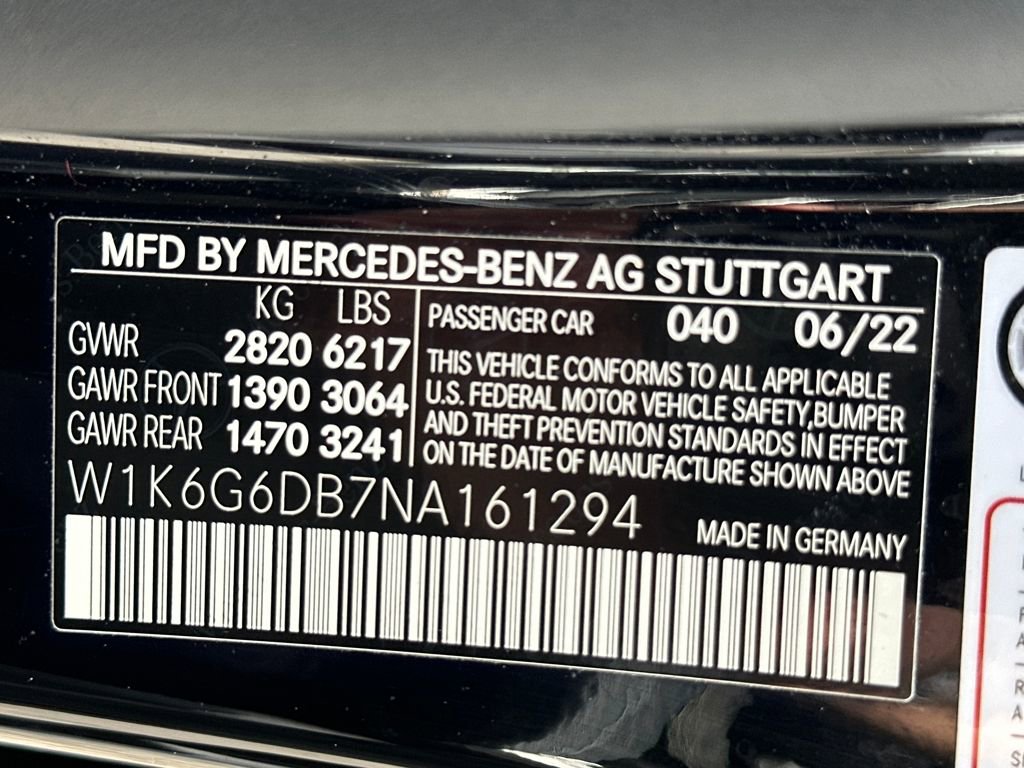 MFD BY MERCEDES-BENZ AG STUTTGART
KG LBS
GVWR 2820 6217
GAWR FRONT 1390 3064
GAWR REAR 1470 3241
PASSENGER CAR 040 06/22
THIS VEHICLE CONFORMS TO ALL APPLICABLE
U.S. FEDERAL MOTOR VEHICLE SAFETY,BUMPER
AND THEFT PREVENTION STANDARDS IN EFFECT
ON THE DATE OF MANUFACTURE SHOWN ABOVE
W1K6G6DB7NA161294
MADE IN GERMANY